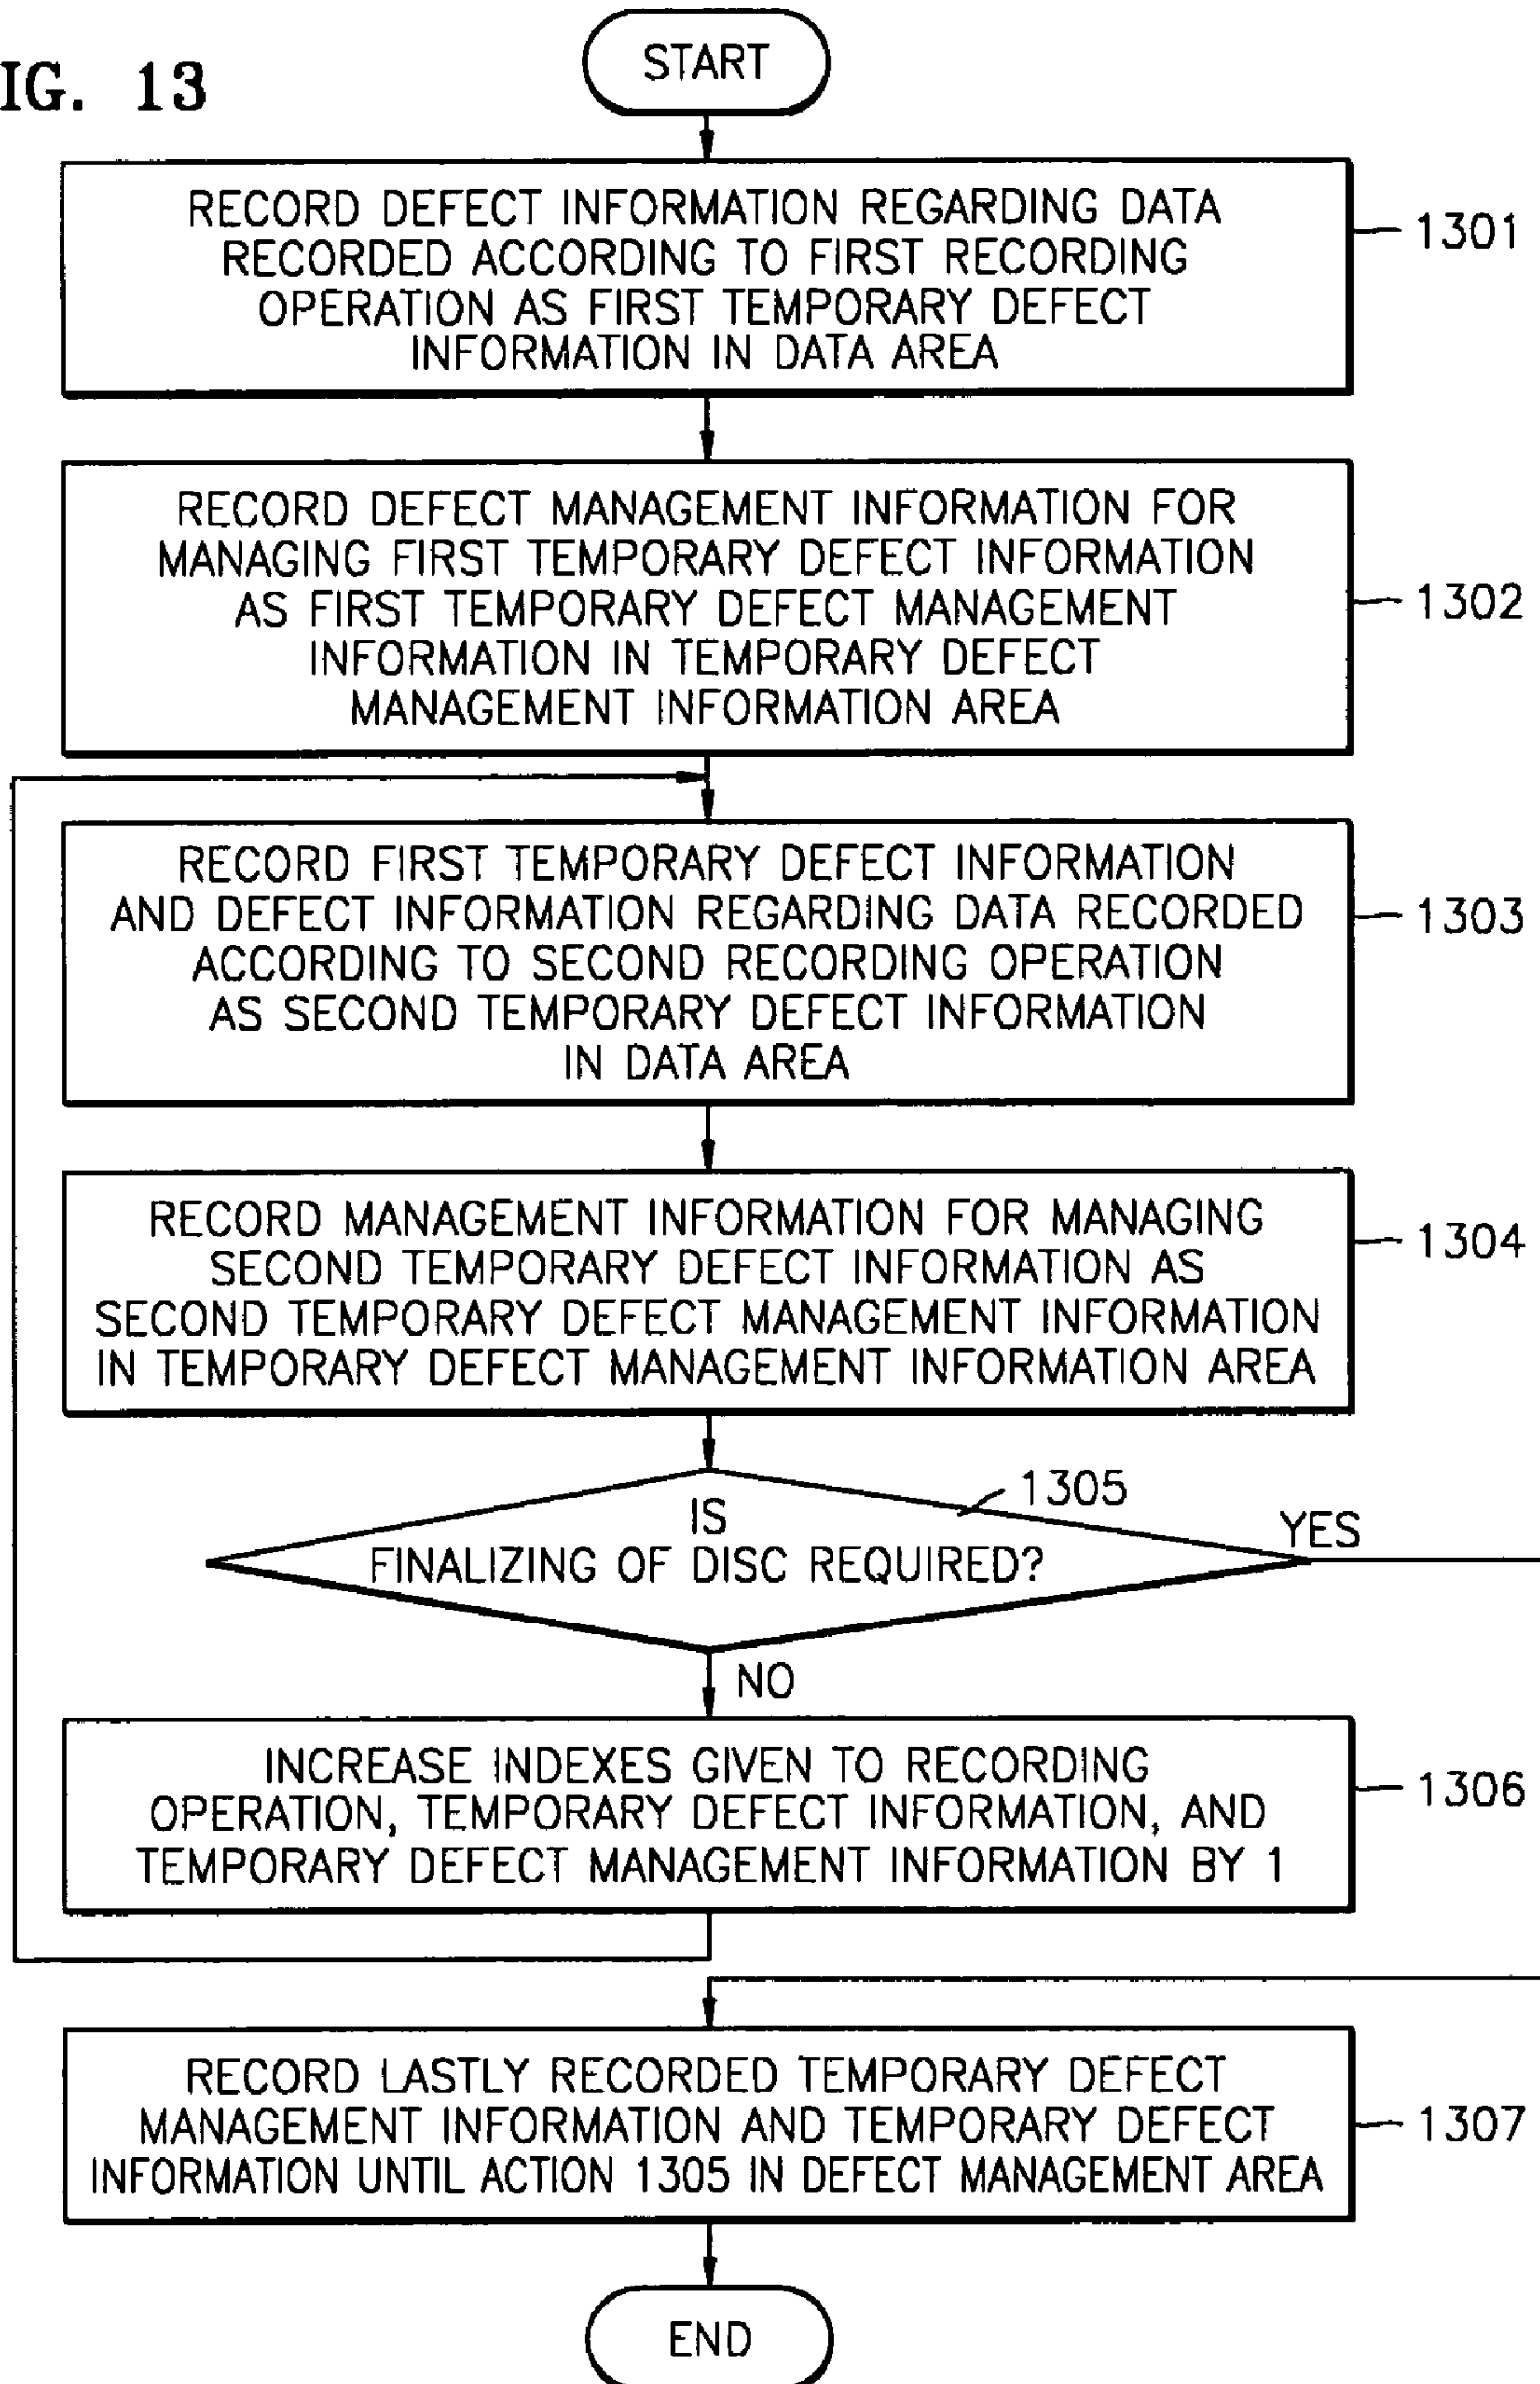 IG. 13
START
RECORD DEFECT INFORMATION REGARDING DATA
RECORDED ACCORDING TO FIRST RECORDING
OPERATION AS FIRST TEMPORARY DEFECT
INFORMATION IN DATA AREA
1301
RECORD DEFECT MANAGEMENT INFORMATION FOR
MANAGING FIRST TEMPORARY DEFECT INFORMATION
AS FIRST TEMPORARY DEFECT MANAGEMENT
INFORMATION IN TEMPORARY DEFECT
MANAGEMENT INFORMATION AREA
1302
RECORD FIRST TEMPORARY DEFECT INFORMATION
AND DEFECT INFORMATION REGARDING DATA RECORDED
ACCORDING TO SECOND RECORDING OPERATION
AS SECOND TEMPORARY DEFECT INFORMATION
IN DATA AREA
1303
RECORD MANAGEMENT INFORMATION FOR MANAGING
SECOND TEMPORARY DEFECT INFORMATION AS
SECOND TEMPORARY DEFECT MANAGEMENT INFORMATION
IN TEMPORARY DEFECT MANAGEMENT INFORMATION AREA
1304
1305
IS
FINALIZING OF DISC REQUIRED?
YES
NO
INCREASE INDEXES GIVEN TO RECORDING
OPERATION, TEMPORARY DEFECT INFORMATION, AND
TEMPORARY DEFECT MANAGEMENT INFORMATION BY 1
1306
RECORD LASTLY RECORDED TEMPORARY DEFECT
MANAGEMENT INFORMATION AND TEMPORARY DEFECT
INFORMATION UNTIL ACTION 1305 IN DEFECT MANAGEMENT AREA
1307
END